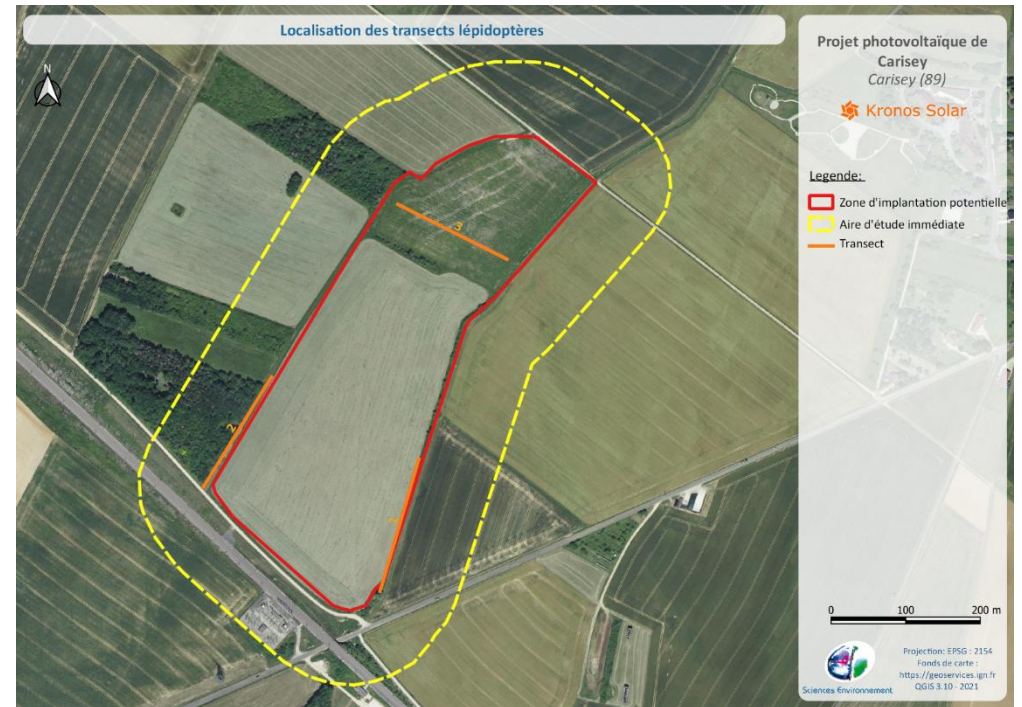 Localisation des transects lépidoptères
N
Projet photovoltaïque de
Carisey
Carisey (89)
Kronos Solar
Legende:
Zone d'implantation potentielle
Aire d'étude immédiate
Transect
3
2
0 100 200 m
Projection: EPSG : 2154
Fonds de carte :
https://geoservices.ign.fr
QGIS 3.10 - 2021
Sciences Environnement